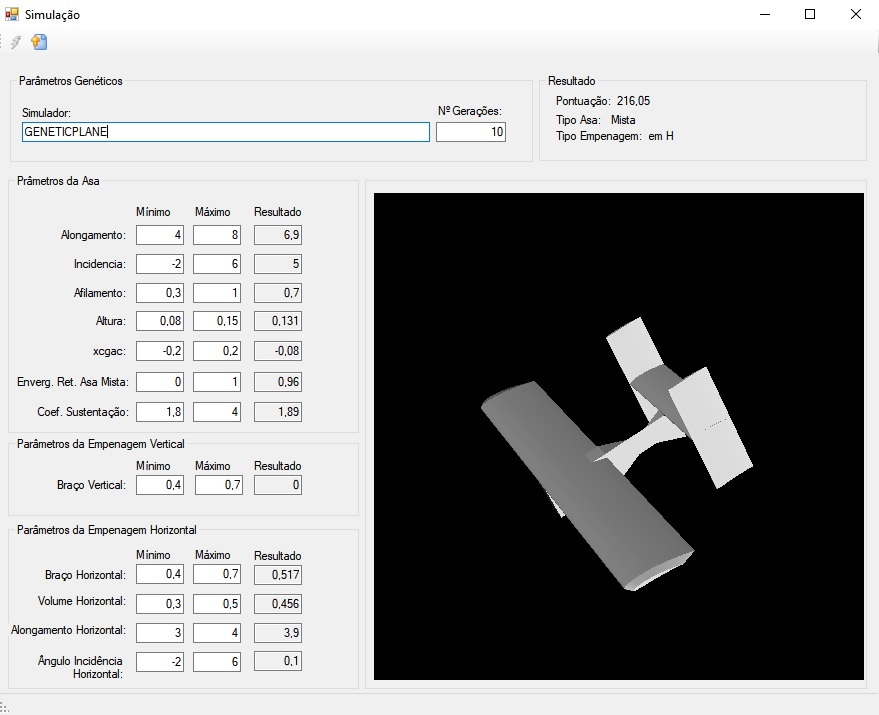 Simulação
Parâmetros Genéticos
Simulador:
Nº Gerações:
GENETICPLANE
10
Resultado
Pontuação: 216,05
Tipo Asa: Mista
Tipo Empenagem: em H
Prâmetros da Asa
Mínimo Máximo Resultado
Alongamento: 4 8 6,9
Incidencia: -2 6 5
Afilamento: 0,3 1 0,7
Altura: 0,08 0,15 0,131
xcgac: -0,2 0,2 -0,08
Enverg. Ret. Asa Mista: 0 1 0,96
Coef. Sustentação: 1,8 4 1,89
Parâmetros da Empenagem Vertical
Mínimo Máximo Resultado
Braço Vertical: 0,4 0,7 0
Parâmetros da Empenagem Horizontal
Mínimo Máximo Resultado
Braço Horizontal: 0,4 0,7 0,517
Volume Horizontal: 0,3 0,5 0,456
Alongamento Horizontal: 3 4 3,9
Ângulo Incidência -2 6 0,1
Horizontal: